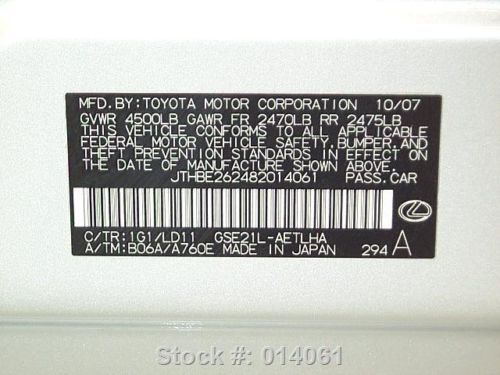 MFD. BY: TOYOTA MOTOR CORPORATION 10/07
GVWR 4500LB GAWR FR 2470LB RR 2475LB
THIS VEHICLE CONFORMS TO ALL APPLICABLE
FEDERAL MOTOR VEHICLE SAFETY, BUMPER, AND
THEFT PREVENTION STANDARDS IN EFFECT ON
THE DATE OF MANUFACTURE SHOWN ABOVE.
JTHBE262482014061 PASS. CAR
C/TR: 1G1/LD11 GSE21L-AETLHA
A/TM: B06A/A760E MADE IN JAPAN 294 A
Stock #: 014061